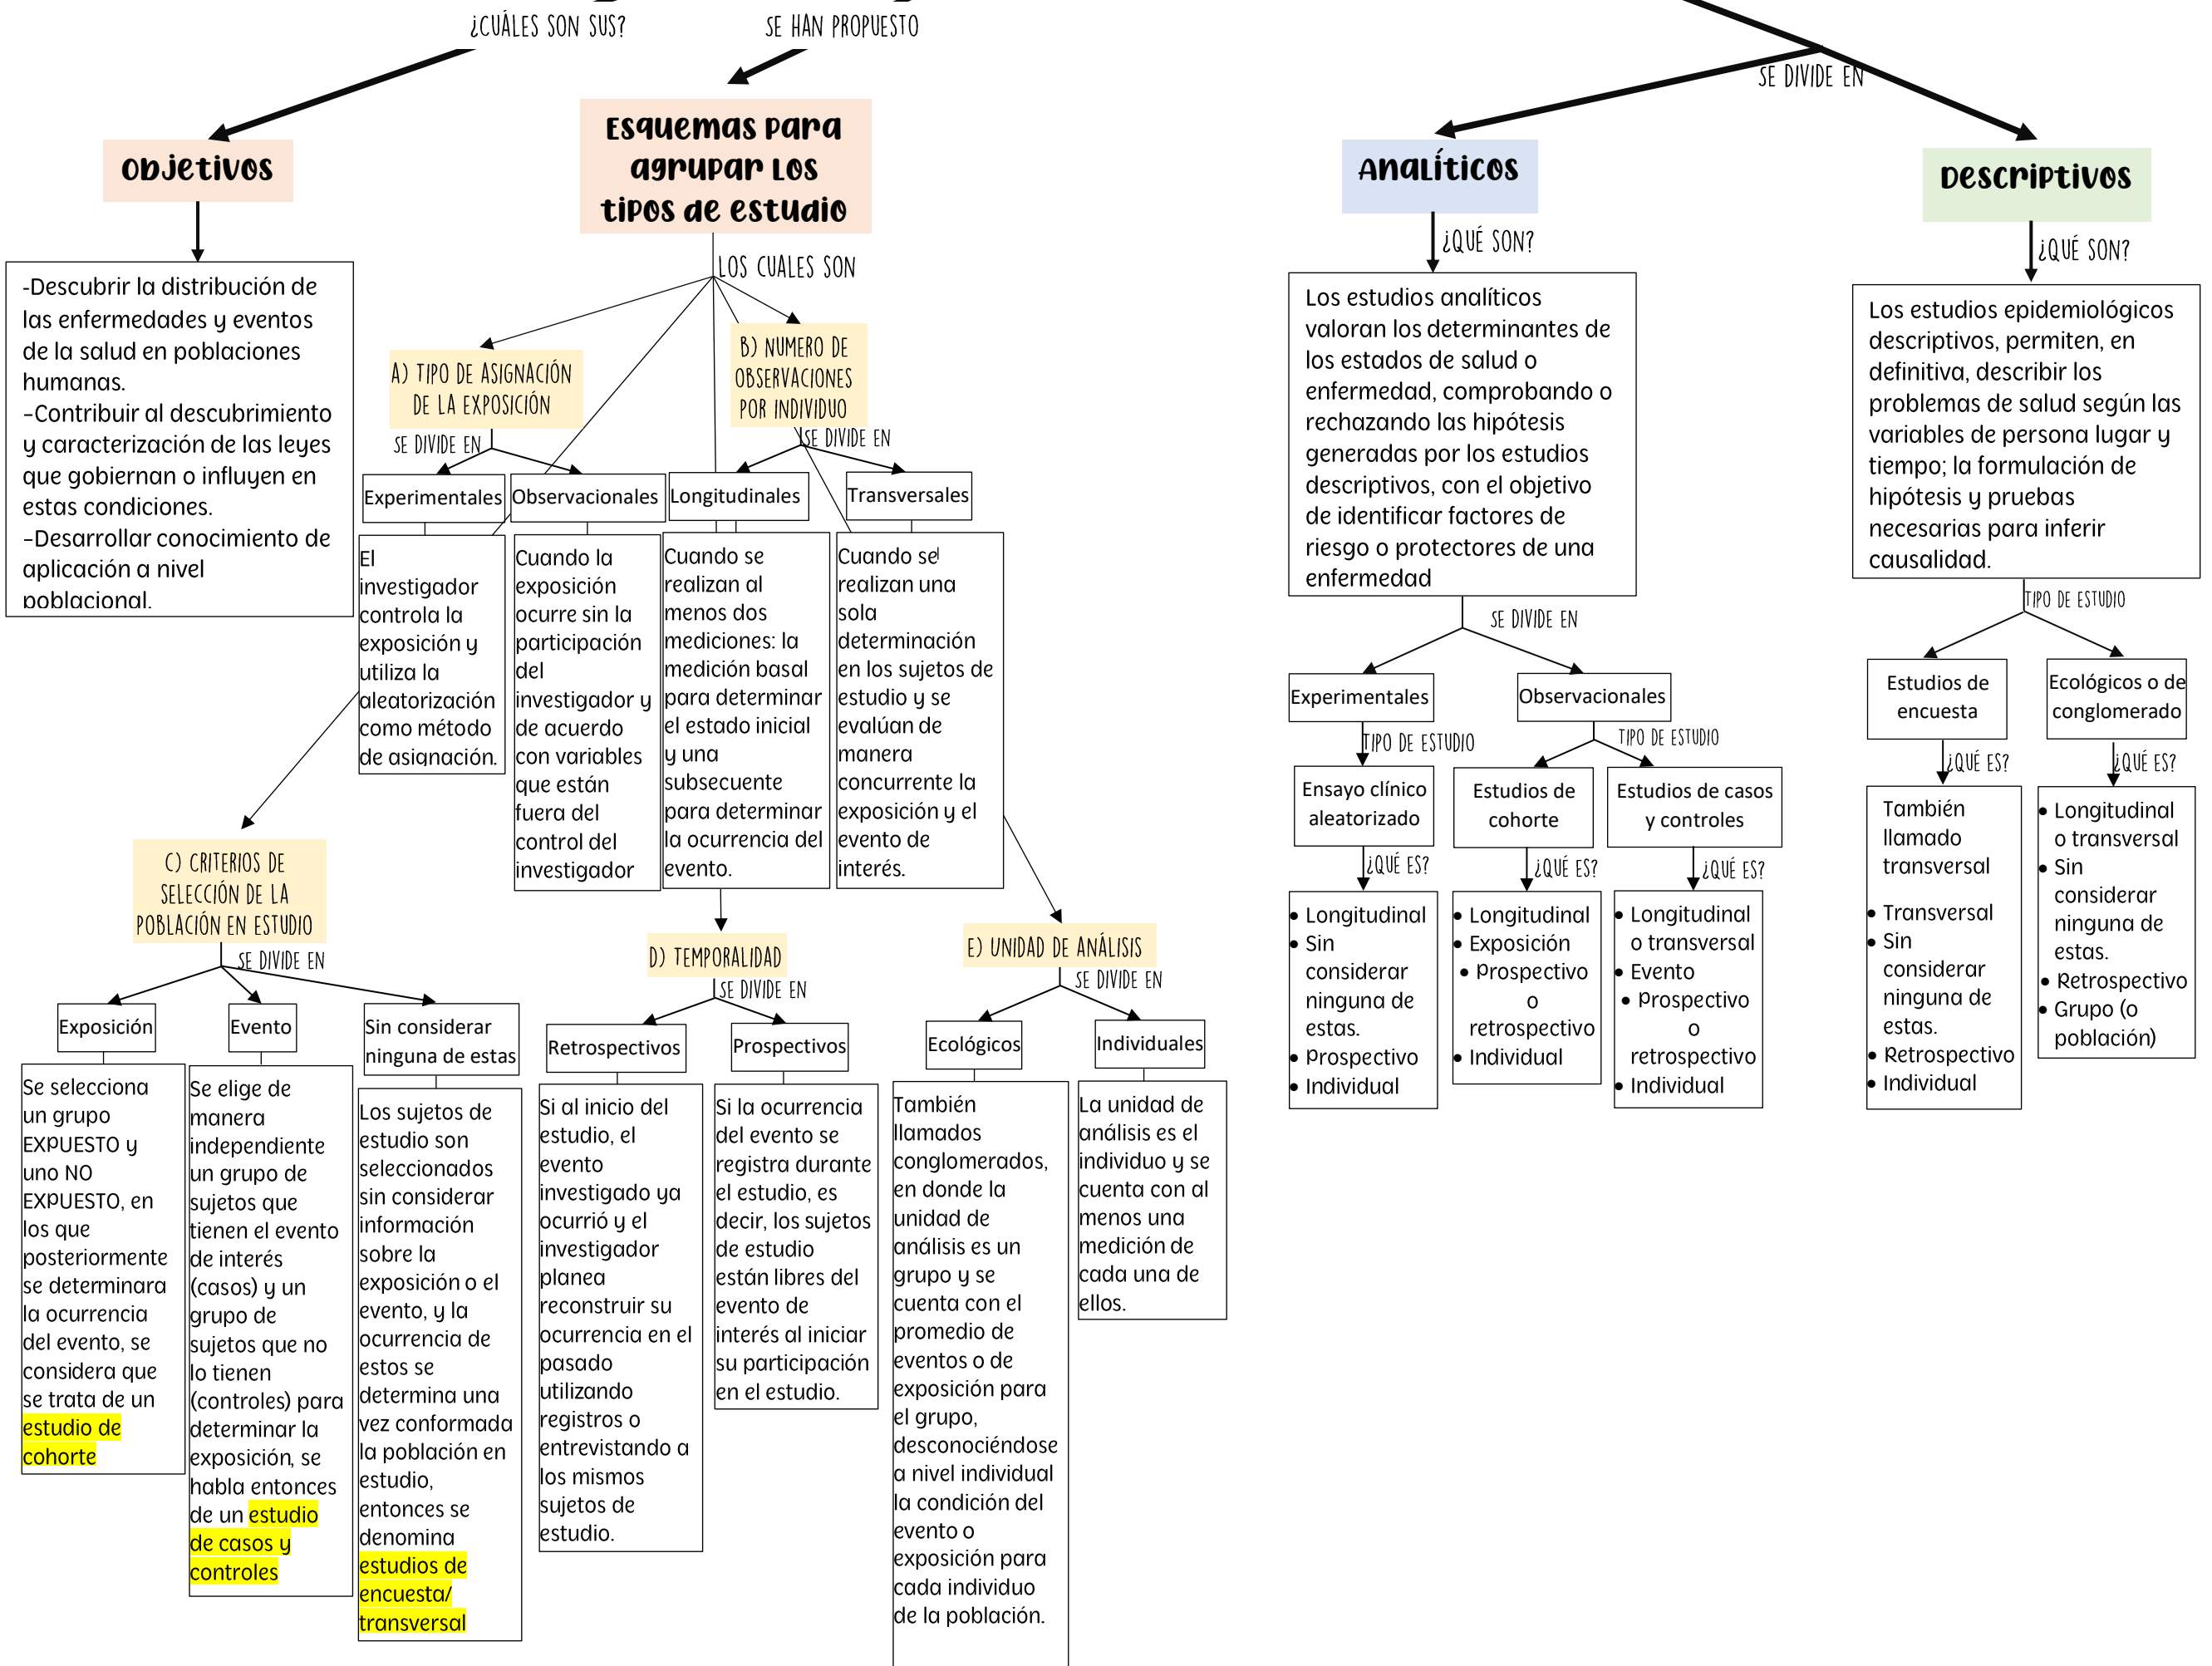 ¿CUÁLES SON SUS?
SE HAN PROPUESTO
SE DIVIDE EN
Objetivos
-Descubrir la distribución de
las enfermedades y eventos
de la salud en poblaciones
humanas.
-Contribuir al descubrimiento
y caracterización de las leyes
que gobiernan o influyen en
estas condiciones.
-Desarrollar conocimiento de
aplicación a nivel
poblacional.
Esquemas para
agrupar los
tipos de estudio
LOS CUALES SON
A) TIPO DE ASIGNACIÓN
DE LA EXPOSICIÓN
SE DIVIDE EN
Experimentales
El
investigador
controla la
exposición y
utiliza la
aleatorización
como método
de asignación.
Observacionales
Cuando la
exposición
ocurre sin la
participación
del
investigador y
de acuerdo
con variables
que están
fuera del
control del
investigador
B) NUMERO DE
OBSERVACIONES
POR INDIVIDUO
SE DIVIDE EN
Longitudinales
Cuando se
realizan al
menos dos
mediciones: la
medición basal
para determinar
el estado inicial
y una
subsecuente
para determinar
la ocurrencia del
evento.
Transversales
Cuando se
realizan una
sola
determinación
en los sujetos de
estudio y se
evalúan de
manera
concurrente la
exposición y el
evento de
interés.
C) CRITERIOS DE
SELECCIÓN DE LA
POBLACIÓN EN ESTUDIO
SE DIVIDE EN
Exposición
Se selecciona
un grupo
EXPUESTO y
uno NO
EXPUESTO, en
los que
posteriormente
se determinara
la ocurrencia
del evento, se
considera que
se trata de un
estudio de
cohorte
Evento
Se elige de
manera
independiente
un grupo de
sujetos que
tienen el evento
de interés
(casos) y un
grupo de
sujetos que no
lo tienen
(controles) para
determinar la
exposición, se
habla entonces
de un estudio
de casos y
controles
Sin considerar
ninguna de estas
Los sujetos de
estudio son
seleccionados
sin considerar
información
sobre la
exposición o el
evento, y la
ocurrencia de
estos se
determina una
vez conformada
la población en
estudio,
entonces se
denomina
estudios de
encuesta/
transversal
D) TEMPORALIDAD
SE DIVIDE EN
Retrospectivos
Si al inicio del
estudio, el
evento
investigado ya
ocurrió y el
investigador
planea
reconstruir su
ocurrencia en el
pasado
utilizando
registros o
entrevistando a
los mismos
sujetos de
estudio.
Prospectivos
Si la ocurrencia
del evento se
registra durante
el estudio, es
decir, los sujetos
de estudio
están libres del
evento de
interés al iniciar
su participación
en el estudio.
E) UNIDAD DE ANÁLISIS
SE DIVIDE EN
Ecológicos
También
llamados
conglomerados,
en donde la
unidad de
análisis es un
grupo y se
cuenta con el
promedio de
eventos o de
exposición para
el grupo,
desconociéndose
a nivel individual
la condición del
evento o
exposición para
cada individuo
de la población.
Individuales
La unidad de
análisis es el
individuo y se
cuenta con al
menos una
medición de
cada una de
ellos.
Analíticos
¿QUÉ SON?
Los estudios analíticos
valoran los determinantes de
los estados de salud o
enfermedad, comprobando o
rechazando las hipótesis
generadas por los estudios
descriptivos, con el objetivo
de identificar factores de
riesgo o protectores de una
enfermedad
SE DIVIDE EN
Experimentales
TIPO DE ESTUDIO
Ensayo clínico
aleatorizado
¿QUÉ ES?
• Longitudinal
• Sin
considerar
ninguna de
estas.
• Prospectivo
• Individual
Observacionales
TIPO DE ESTUDIO
Estudios de
cohorte
¿QUÉ ES?
• Longitudinal
• Exposición
• Prospectivo
o
retrospectivo
• Individual
Estudios de casos
y controles
¿QUÉ ES?
• Longitudinal
o transversal
• Evento
• Prospectivo
o
retrospectivo
• Individual
Descriptivos
¿QUÉ SON?
Los estudios epidemiológicos
descriptivos, permiten, en
definitiva, describir los
problemas de salud según las
variables de persona lugar y
tiempo; la formulación de
hipótesis y pruebas
necesarias para inferir
causalidad.
TIPO DE ESTUDIO
Estudios de
encuesta
¿QUÉ ES?
También
llamado
transversal
• Transversal
• Sin
considerar
ninguna de
estas.
• Retrospectivo
• Individual
Ecológicos o de
conglomerado
¿QUÉ ES?
• Longitudinal
o transversal
• Sin
considerar
ninguna de
estas.
• Retrospectivo
• Grupo (o
población)